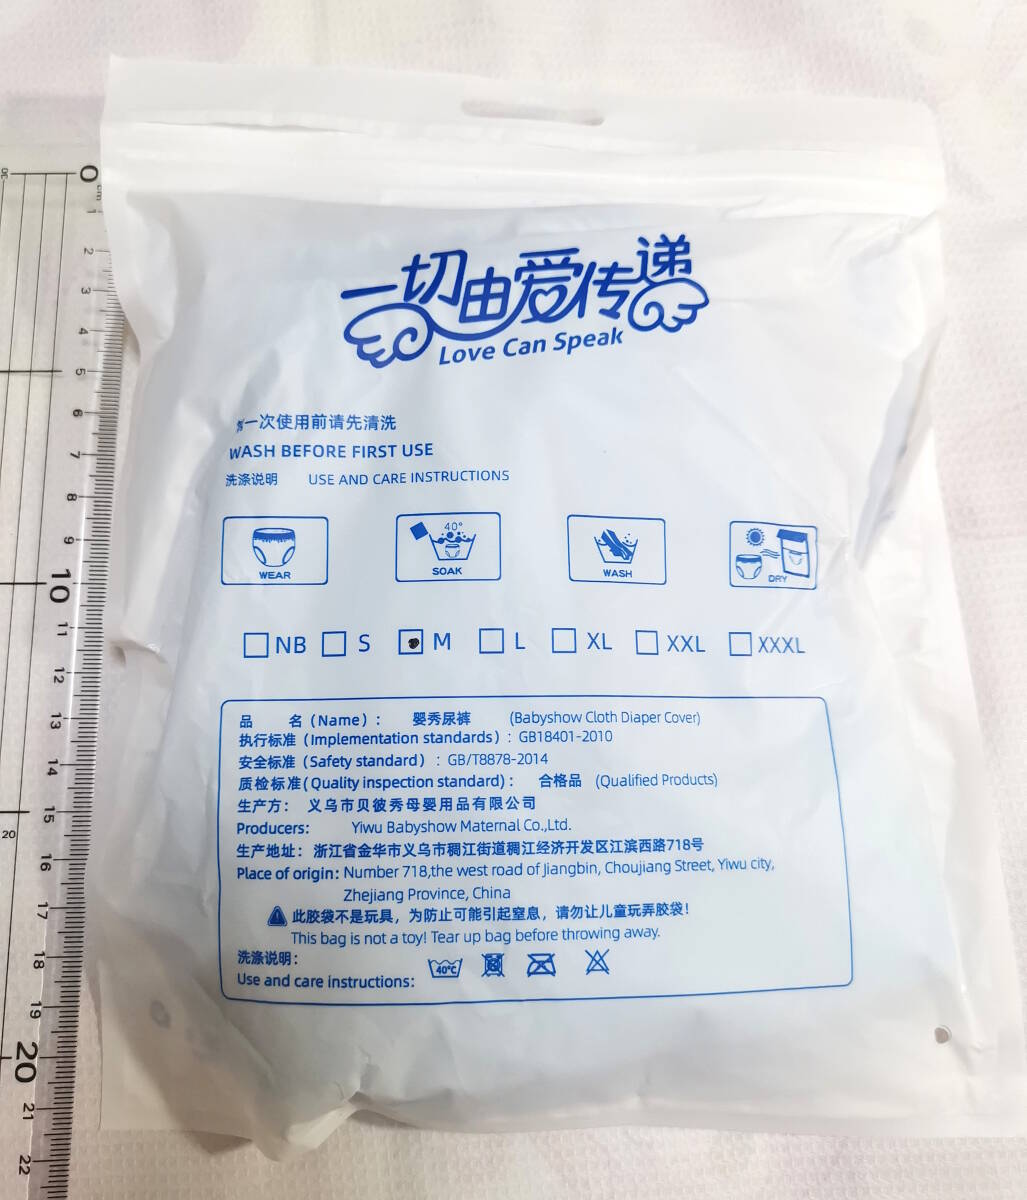 一切由爱传递
Love Can Speak
一次使用前请先清洗
WASH BEFORE FIRST USE
洗涤说明 USE AND CARE INSTRUCTIONS
40°
WEAR SOAK WASH DRY
NB S M L XL XXL XXXL
品 名 (Name) : 婴秀尿裤 (Babyshow Cloth Diaper Cover)
执行标准 (Implementation standards) : GB18401-2010
安全标准 (Safety standard) : GB/T8878-2014
质检标准 (Quality inspection standard) : 合格品 (Qualified Products)
生产方: 义乌市贝彼秀母婴用品有限公司
Producers: Yiwu Babyshow Maternal Co.,Ltd.
生产地址: 浙江省金华市义乌市稠江街道稠江经济开发区江滨西路718号
Place of origin: Number 718,the west road of Jiangbin, Choujiang Street, Yiwu city,
Zhejiang Province, China
此胶袋不是玩具，为防止可能引起窒息，请勿让儿童玩弄胶袋！
This bag is not a toy! Tear up bag before throwing away.
洗涤说明:
40℃
Use and care instructions:
0
1
2
3
4
5
6
7
8
9
10
11
12
13
14
15
20
16
17
18
19
20
21
22